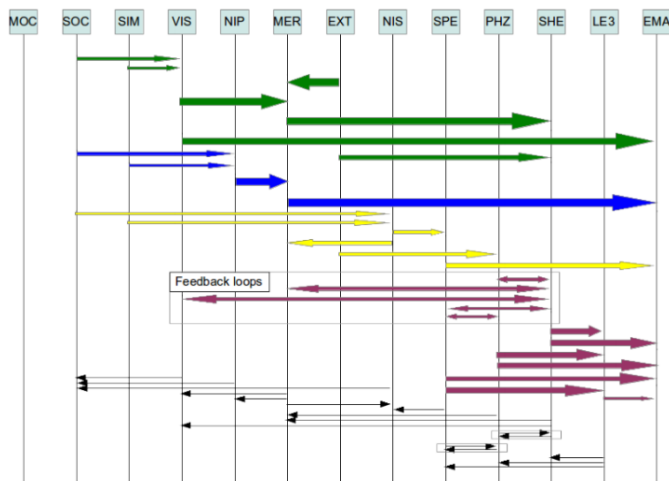 MOC SOC SIM VIS NIP MER EXT NIS SPE PHZ SHE LE3 EMA
Feedback loops